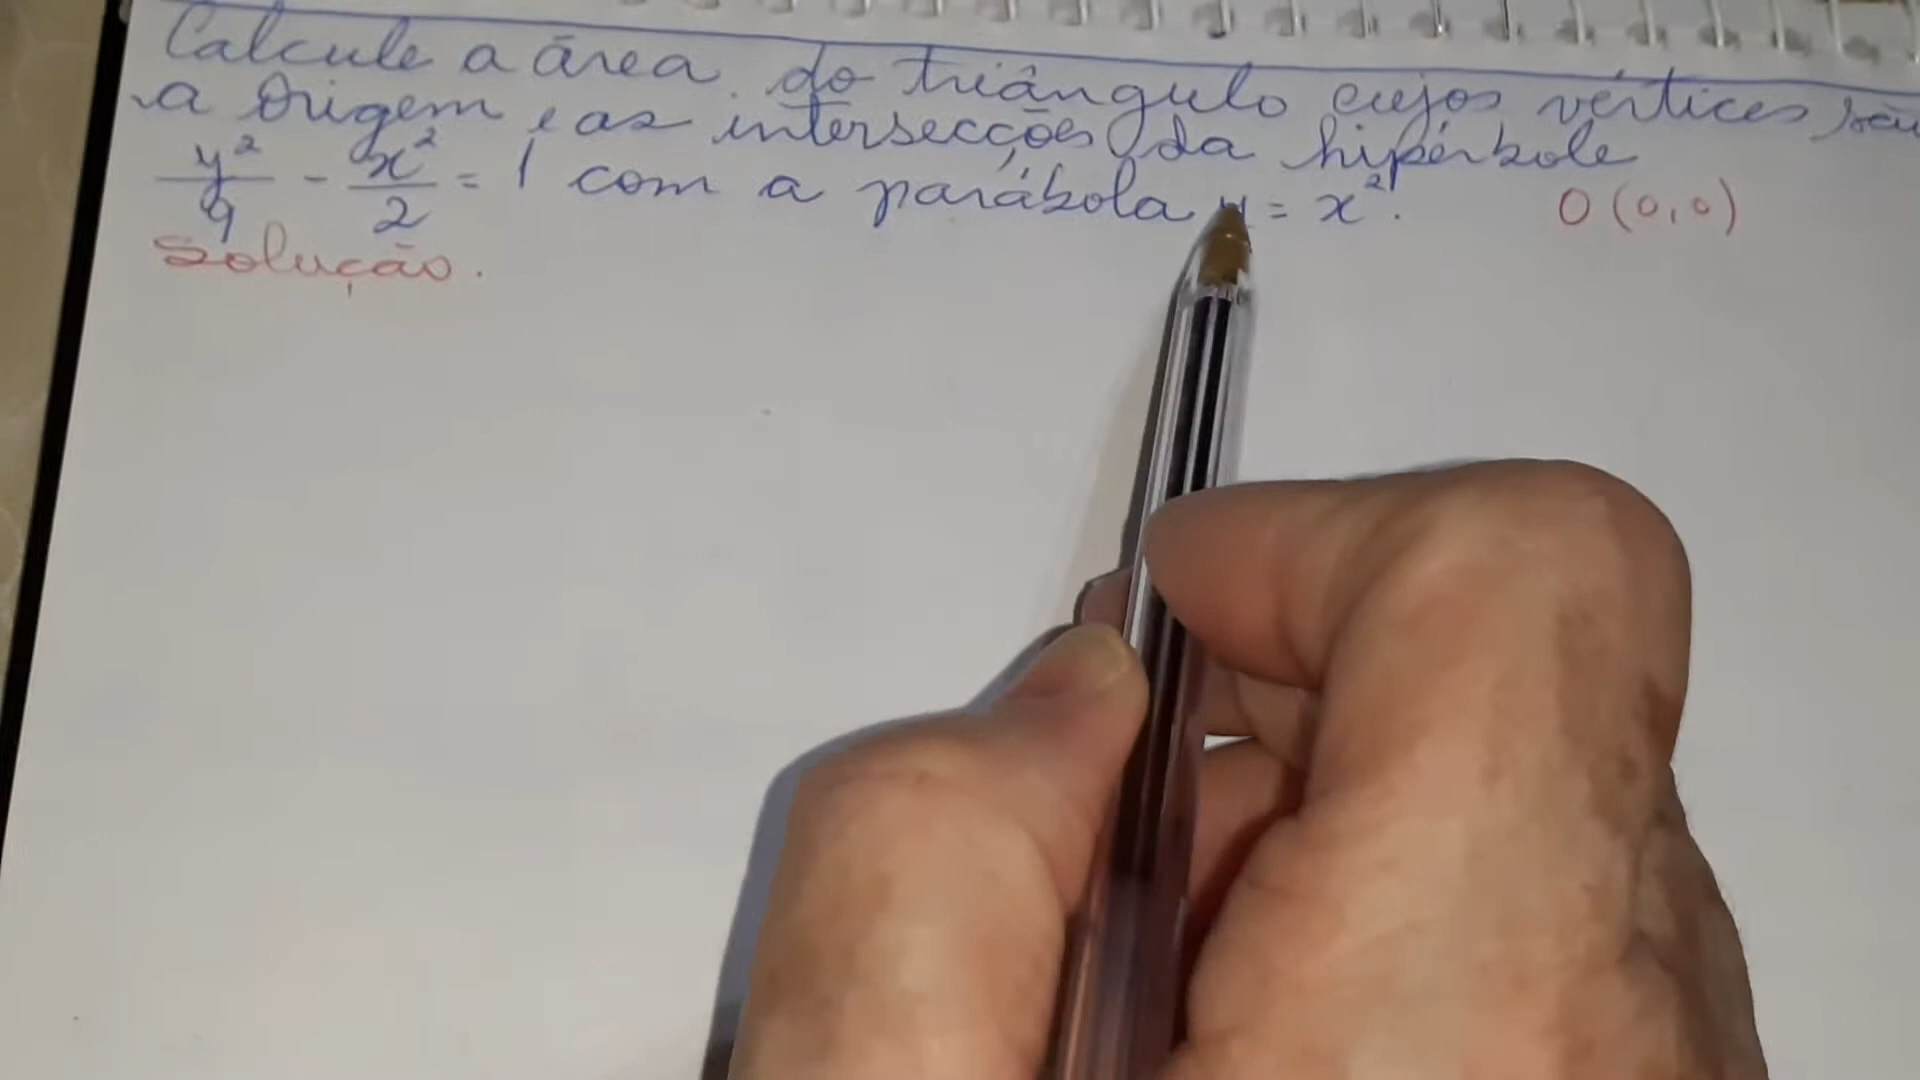 Calcule a área do triângulo cujos vértices são
a origem e as intersecções da hipérbole
y²/9 - x²/2 = 1 com a parábola y = x². O (0,0)
Solução.